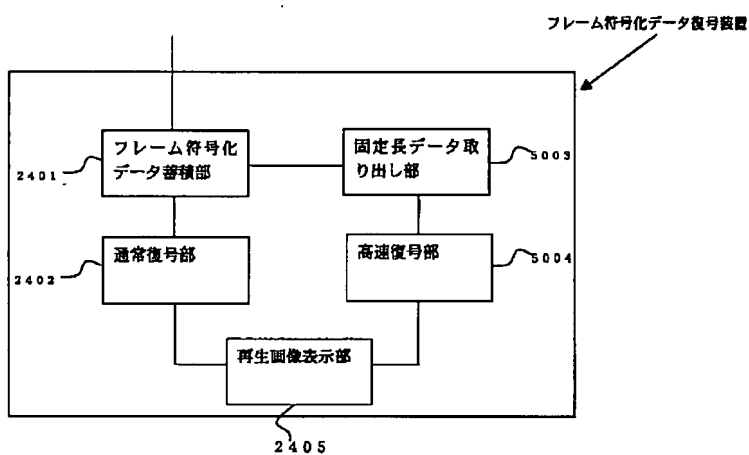 フレーム符号化データ復号装置
フレーム符号化
データ蓄積部
固定長データ取
り出し部
2401
5003
通常復号部
高速復号部
2402
5004
再生画像表示部
2405